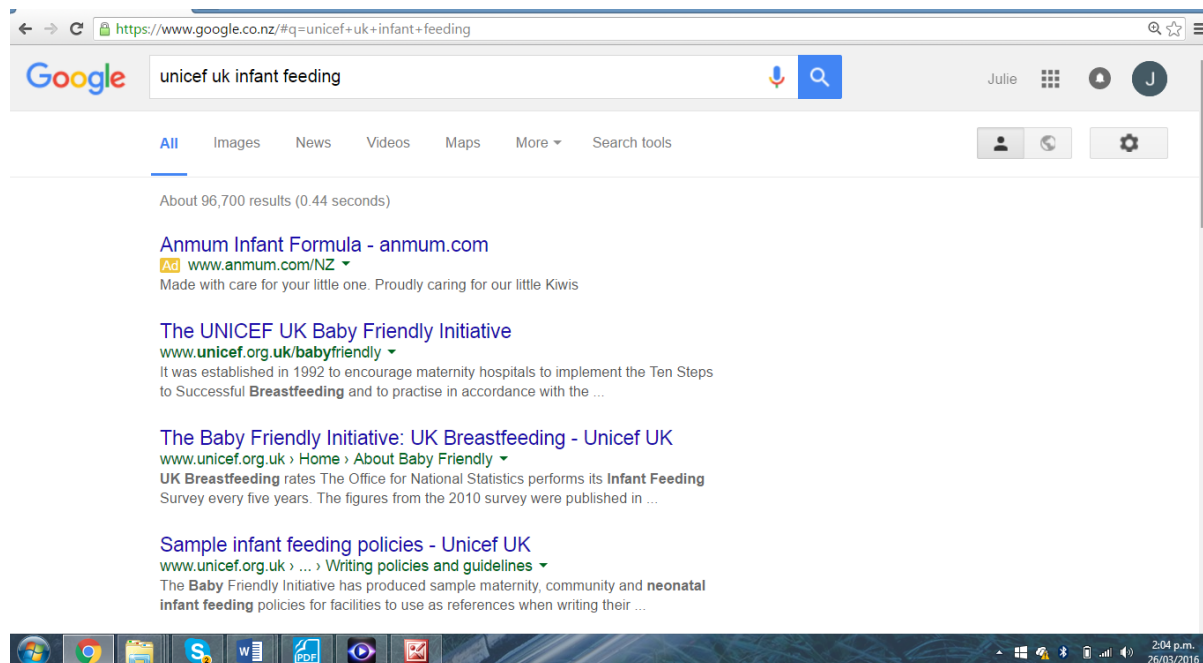 https://www.google.co.nz/#q=unicef+uk+infant+feeding
Google unicef uk infant feeding Julie J
All Images News Videos Maps More Search tools
About 96,700 results (0.44 seconds)
Anmum Infant Formula - anmum.com
Ad www.anmum.com/NZ
Made with care for your little one. Proudly caring for our little Kiwis
The UNICEF UK Baby Friendly Initiative
www.unicef.org.uk/babyfriendly
It was established in 1992 to encourage maternity hospitals to implement the Ten Steps
to Successful Breastfeeding and to practise in accordance with the ...
The Baby Friendly Initiative: UK Breastfeeding - Unicef UK
www.unicef.org.uk › Home › About Baby Friendly
UK Breastfeeding rates The Office for National Statistics performs its Infant Feeding
Survey every five years. The figures from the 2010 survey were published in ...
Sample infant feeding policies - Unicef UK
www.unicef.org.uk › ... › Writing policies and guidelines
The Baby Friendly Initiative has produced sample maternity, community and neonatal
infant feeding policies for facilities to use as references when writing their ...
S 2 W PDF
2:04 p.m.
26/03/2016